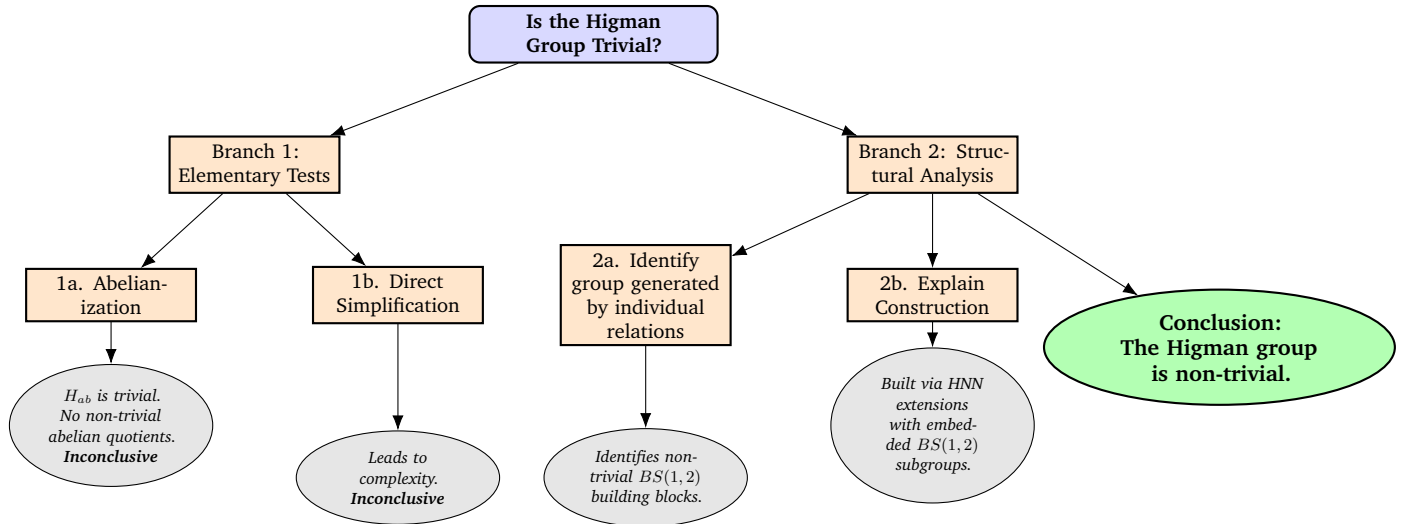 Is the Higman
Group Trivial?
Branch 1:
Elementary Tests
Branch 2: Struc-
tural Analysis
1a. Abelian-
ization
1b. Direct
Simplification
2a. Identify
group generated
by individual
relations
2b. Explain
Construction
Conclusion:
The Higman group
is non-trivial.
H_{ab} is trivial.
No non-trivial
abelian quotients.
Inconclusive
Leads to
complexity.
Inconclusive
Identifies non-
trivial BS(1, 2)
building blocks.
Built via HNN
extensions
with embed-
ded BS(1, 2)
subgroups.